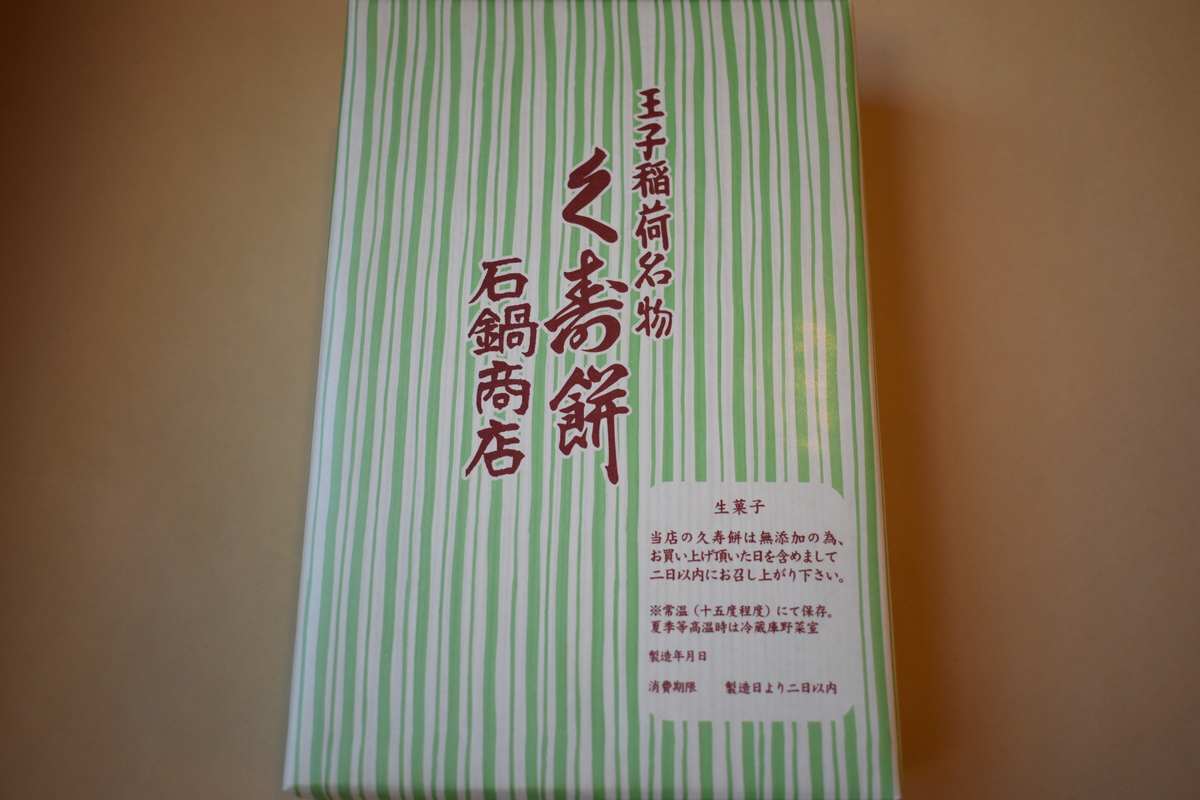 王子稲荷名物
久寿餅
石鍋商店
生菓子
当店の久寿餅は無添加の為、
お買い上げ頂いた日を含めまして
二日以内にお召し上がり下さい。
※常温（十五度程度）にて保存。
夏季等高温時は冷蔵庫野菜室
製造年月日
消費期限　製造日より二日以内